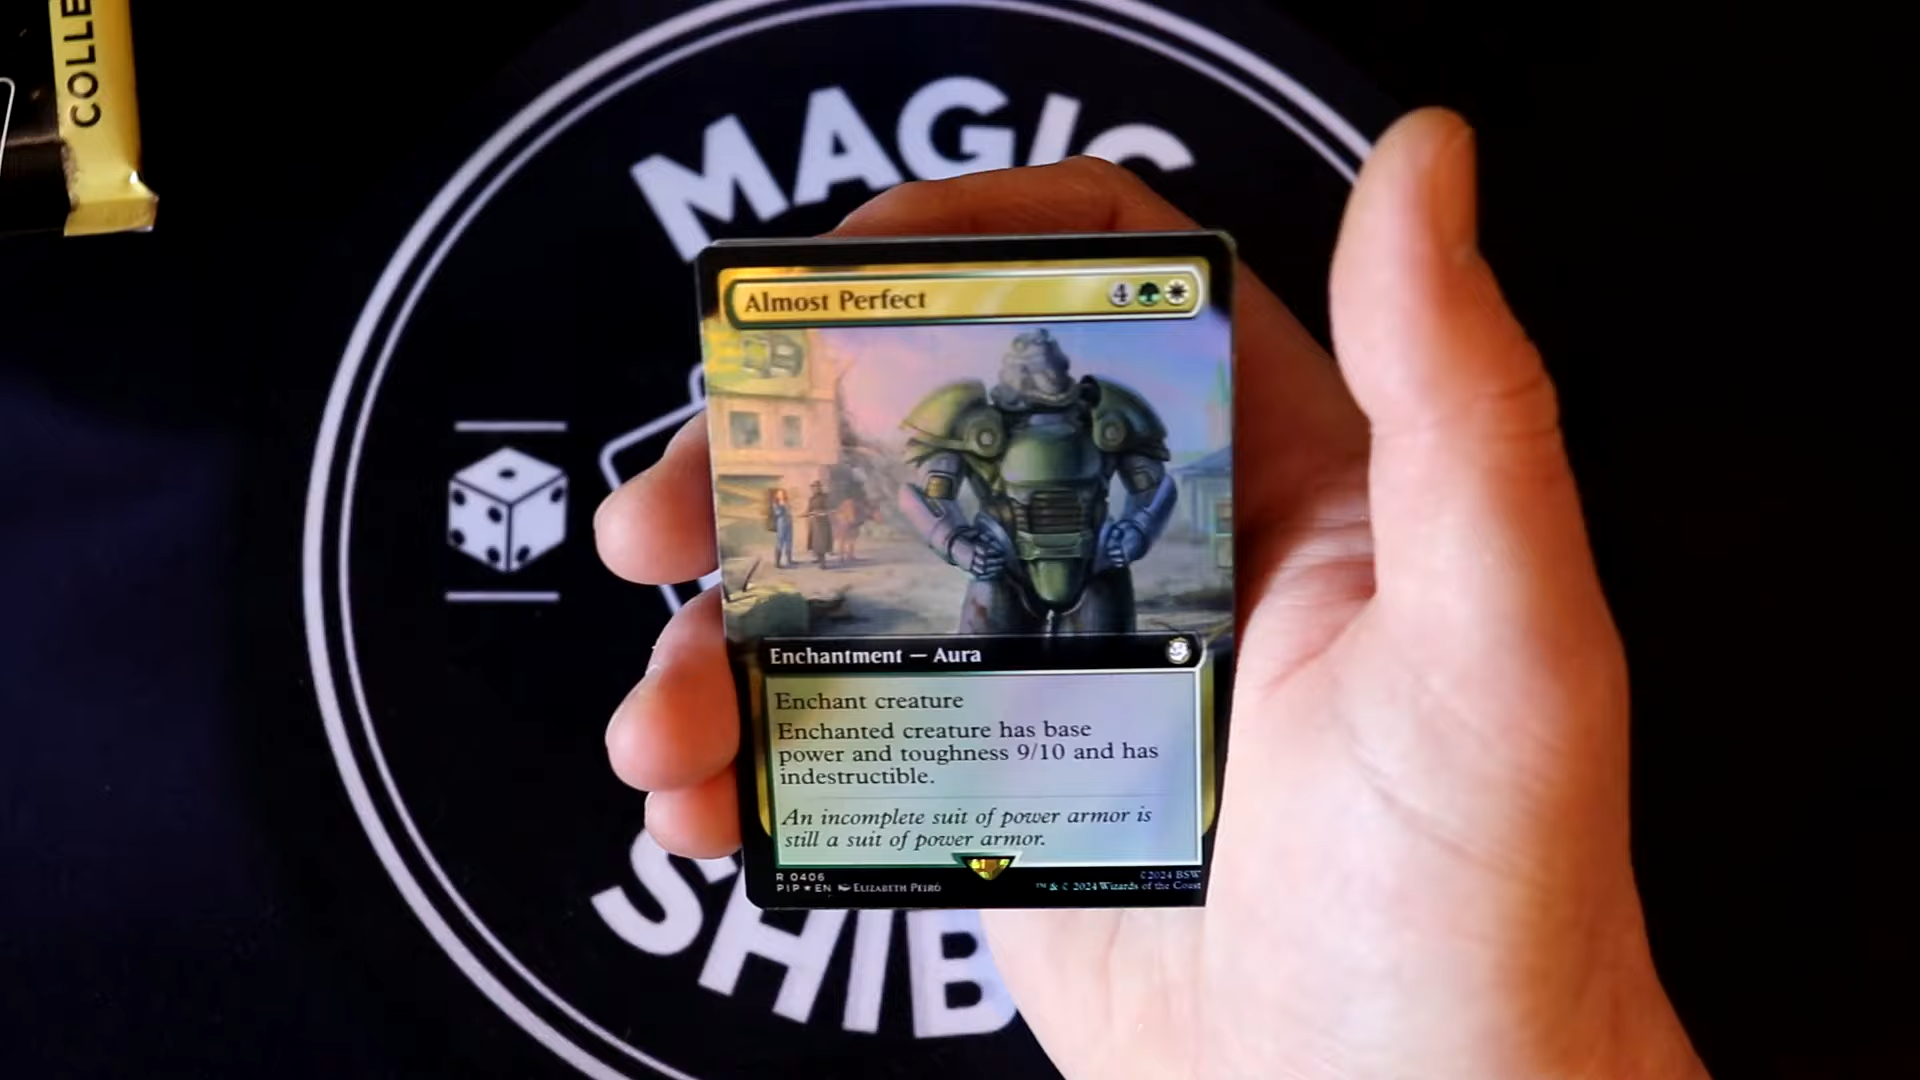 COLLE
MAGIC
Almost Perfect 4
Enchantment — Aura
Enchant creature
Enchanted creature has base
power and toughness 9/10 and has
indestructible.
An incomplete suit of power armor is
still a suit of power armor.
R 0406
PIP ★ EN ELIZABETH PEIRÓ
©2024 BSW
™ & © 2024 Wizards of the Coast
SHIB